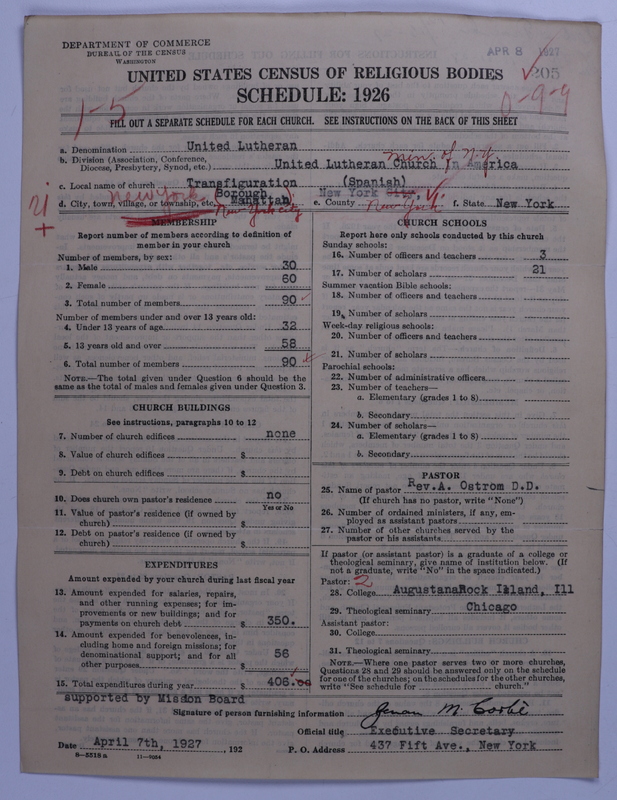 DEPARTMENT OF COMMERCE
BUREAU OF THE CENSUS
WASHINGTON
APR 8 1927
UNITED STATES CENSUS OF RELIGIOUS BODIES
SCHEDULE: 1926
205
1-5
0-9-9
FILL OUT A SEPARATE SCHEDULE FOR EACH CHURCH. SEE INSTRUCTIONS ON THE BACK OF THIS SHEET
a. Denomination United Lutheran
b. Division (Association, Conference, Diocese, Presbytery, Synod, etc.) United Lutheran Church in America
of N.Y.
c. Local name of church Transfiguration (Spanish)
New York Borough New York City
d. City, town, village, or township, etc. Manhattan e. County New York f. State New York
New York City
MEMBERSHIP
Report number of members according to definition of member in your church
Number of members, by sex:
1. Male 30
2. Female 60
3. Total number of members 90
Number of members under and over 13 years old:
4. Under 13 years of age 32
5. 13 years old and over 58
6. Total number of members 90
NOTE.—The total given under Question 6 should be the same as the total of males and females given under Question 3.
CHURCH BUILDINGS
See instructions, paragraphs 10 to 12
7. Number of church edifices none
8. Value of church edifices $
9. Debt on church edifices $
10. Does church own pastor's residence no
Yes or No
11. Value of pastor's residence (if owned by church) $
12. Debt on pastor's residence (if owned by church) $
EXPENDITURES
Amount expended by your church during last fiscal year
13. Amount expended for salaries, repairs, and other running expenses; for improvements or new buildings; and for payments on church debt $ 350.
14. Amount expended for benevolences, including home and foreign missions; for denominational support; and for all other purposes $ 56
15. Total expenditures during year $ 406.00
supported by Mission Board
CHURCH SCHOOLS
Report here only schools conducted by this church
Sunday schools:
16. Number of officers and teachers 3
17. Number of scholars 21
Summer vacation Bible schools:
18. Number of officers and teachers
19. Number of scholars
Week-day religious schools:
20. Number of officers and teachers
21. Number of scholars
Parochial schools:
22. Number of administrative officers
23. Number of teachers—
a. Elementary (grades 1 to 8)
b. Secondary
24. Number of scholars—
a. Elementary (grades 1 to 8)
b. Secondary
PASTOR
25. Name of pastor Rev.A. Ostrom D.D.
(If church has no pastor, write "None")
26. Number of ordained ministers, if any, employed as assistant pastors
27. Number of other churches served by the pastor or his assistants
If pastor (or assistant pastor) is a graduate of a college or theological seminary, give name of institution below. (If not a graduate, write "No" in the space indicated.)
Pastor: 2
28. College AugustanaRock Island, Ill
29. Theological seminary Chicago
Assistant pastor:
30. College
31. Theological seminary
NOTE.—Where one pastor serves two or more churches, Questions 28 and 29 should be answered only on the schedule for one of the churches; on the schedules for the other churches, write "See schedule for church."
Signature of person furnishing information
Official title Executive Secretary
Date April 7th, 1927 , 192 P. O. Address 437 Fift Ave., New York
8-5518 a 11-9034